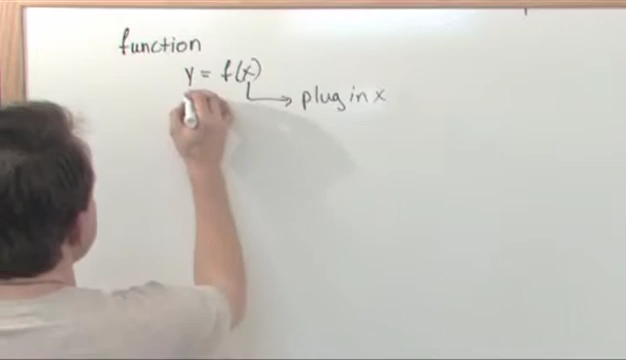 function
y = f(x)
plug in x